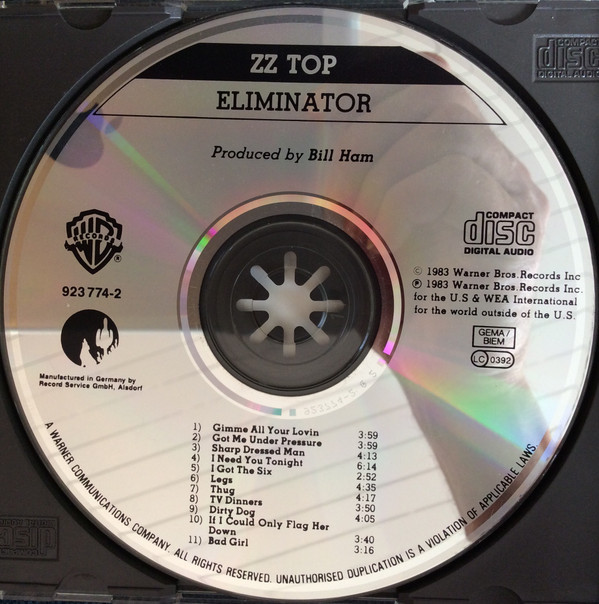 ZZ TOP
ELIMINATOR
Produced by Bill Ham
WB
RECORDS
®
923 774-2
Manufactured in Germany by
Record Service GmbH, Alsdorf
COMPACT
disc
DIGITAL AUDIO
© 1983 Warner Bros. Records Inc
℗ 1983 Warner Bros. Records Inc.
for the U.S & WEA International
for the world outside of the U.S.
GEMA/
BIEM
LC 0392
1) Gimme All Your Lovin 3:59
2) Got Me Under Pressure 3:59
3) Sharp Dressed Man 4:13
4) I Need You Tonight 6:14
5) I Got The Six 2:52
6) Legs 4:35
7) Thug 4:17
8) TV Dinners 3:50
9) Dirty Dog 4:05
10) If I Could Only Flag Her
Down 3:40
11) Bad Girl 3:16
A WARNER COMMUNICATIONS COMPANY. ALL RIGHTS RESERVED. UNAUTHORISED DUPLICATION IS A VIOLATION OF APPLICABLE LAWS.
COMPACT
disc
DIGITAL AUDIO